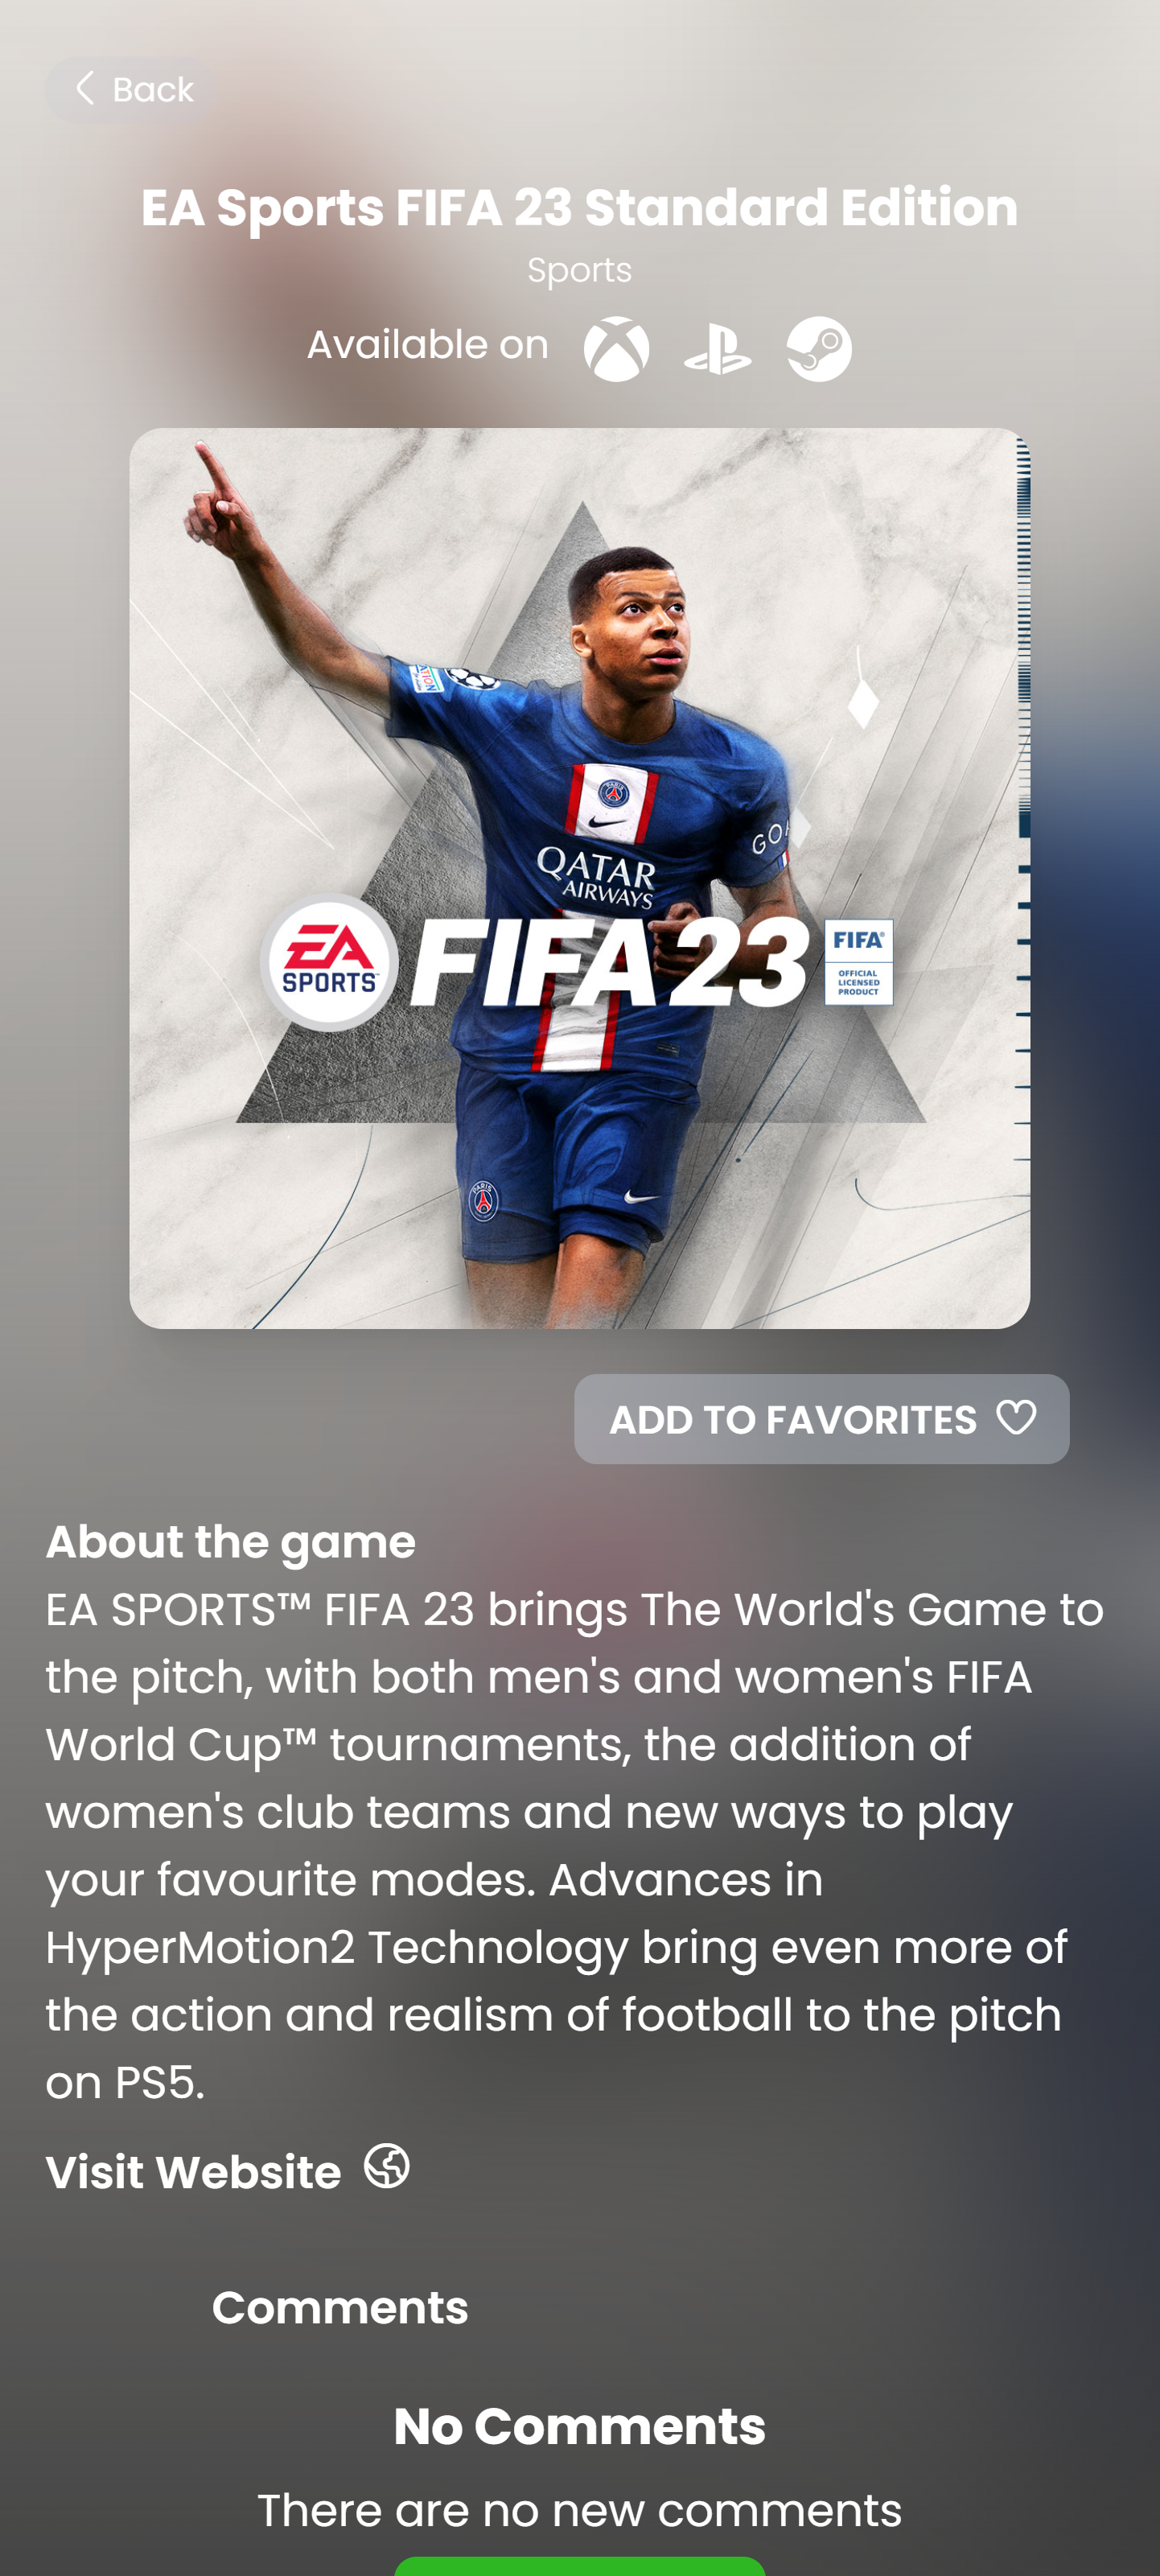 Back
EA Sports FIFA 23 Standard Edition
Sports
Available on
QATAR
AIRWAYS
EA
SPORTS
FIFA 23
FIFA
OFFICIAL
LICENSED
PRODUCT
PARIS
ADD TO FAVORITES
About the game
EA SPORTS™ FIFA 23 brings The World's Game to
the pitch, with both men's and women's FIFA
World Cup™ tournaments, the addition of
women's club teams and new ways to play
your favourite modes. Advances in
HyperMotion2 Technology bring even more of
the action and realism of football to the pitch
on PS5.
Visit Website
Comments
No Comments
There are no new comments